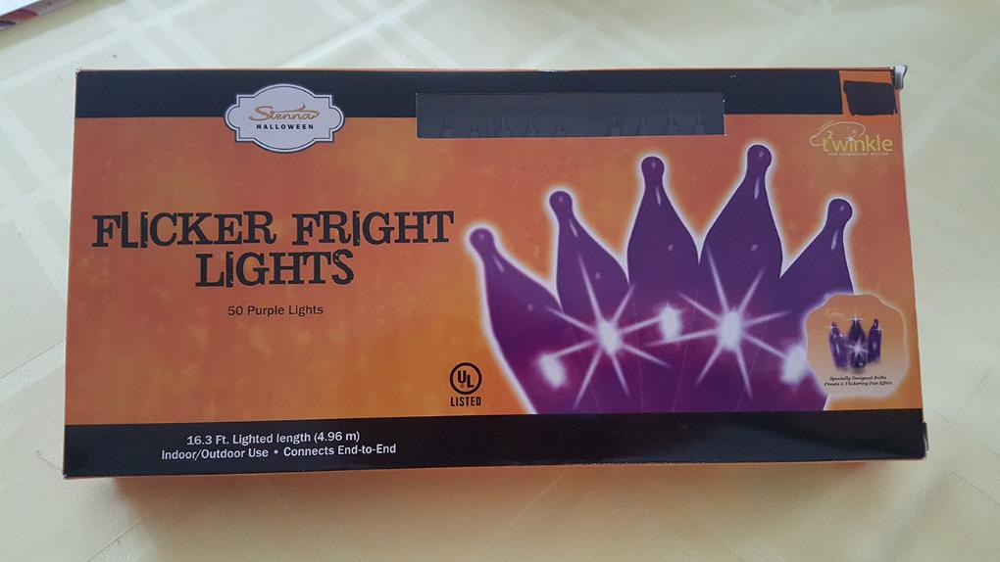 Sienna
HALLOWEEN
2 twinkle
FLICKER FRIGHT
LIGHTS
50 Purple Lights
UL
LISTED
Specially Designed Bulbs
Create A Flickering Fun Effect
16.3 Ft. Lighted length (4.96 m)
Indoor/Outdoor Use • Connects End-to-End